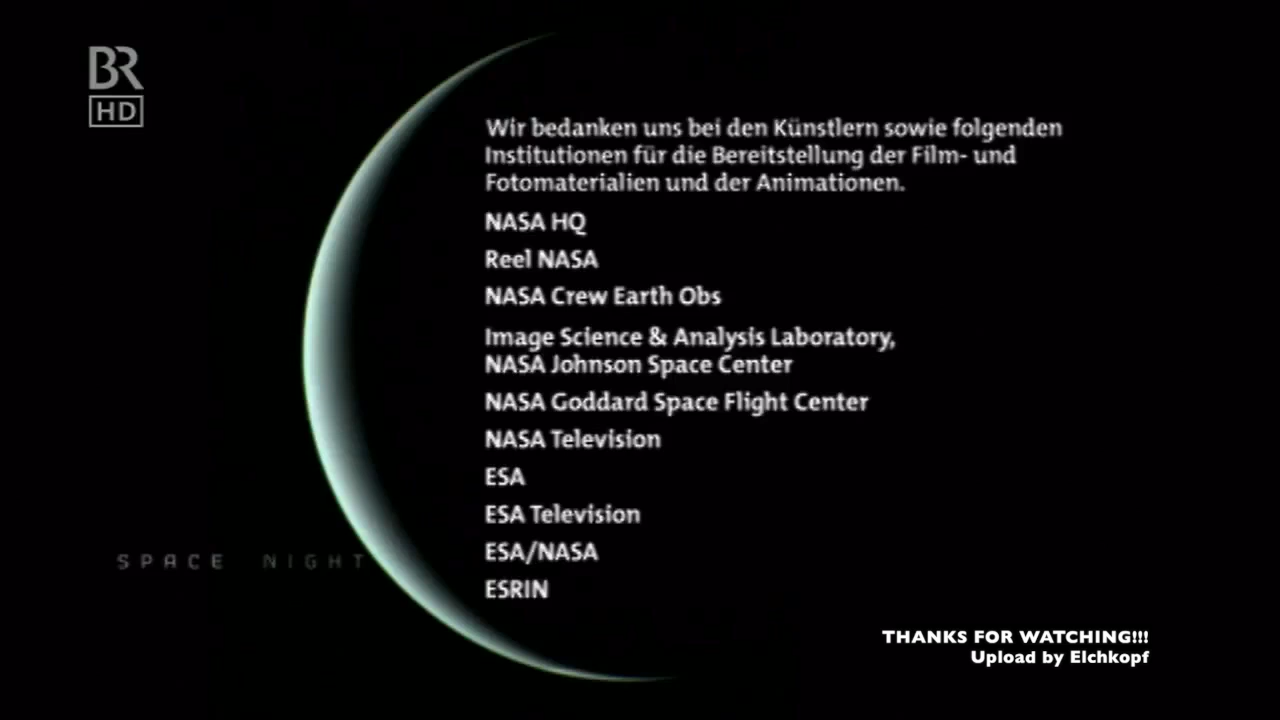 BR
HD
Wir bedanken uns bei den Künstlern sowie folgenden
Institutionen für die Bereitstellung der Film- und
Fotomaterialien und der Animationen.
NASA HQ
Reel NASA
NASA Crew Earth Obs
Image Science & Analysis Laboratory,
NASA Johnson Space Center
NASA Goddard Space Flight Center
NASA Television
ESA
ESA Television
ESA/NASA
ESRIN
SPACE NIGHT
THANKS FOR WATCHING!!!
Upload by Elchkopf